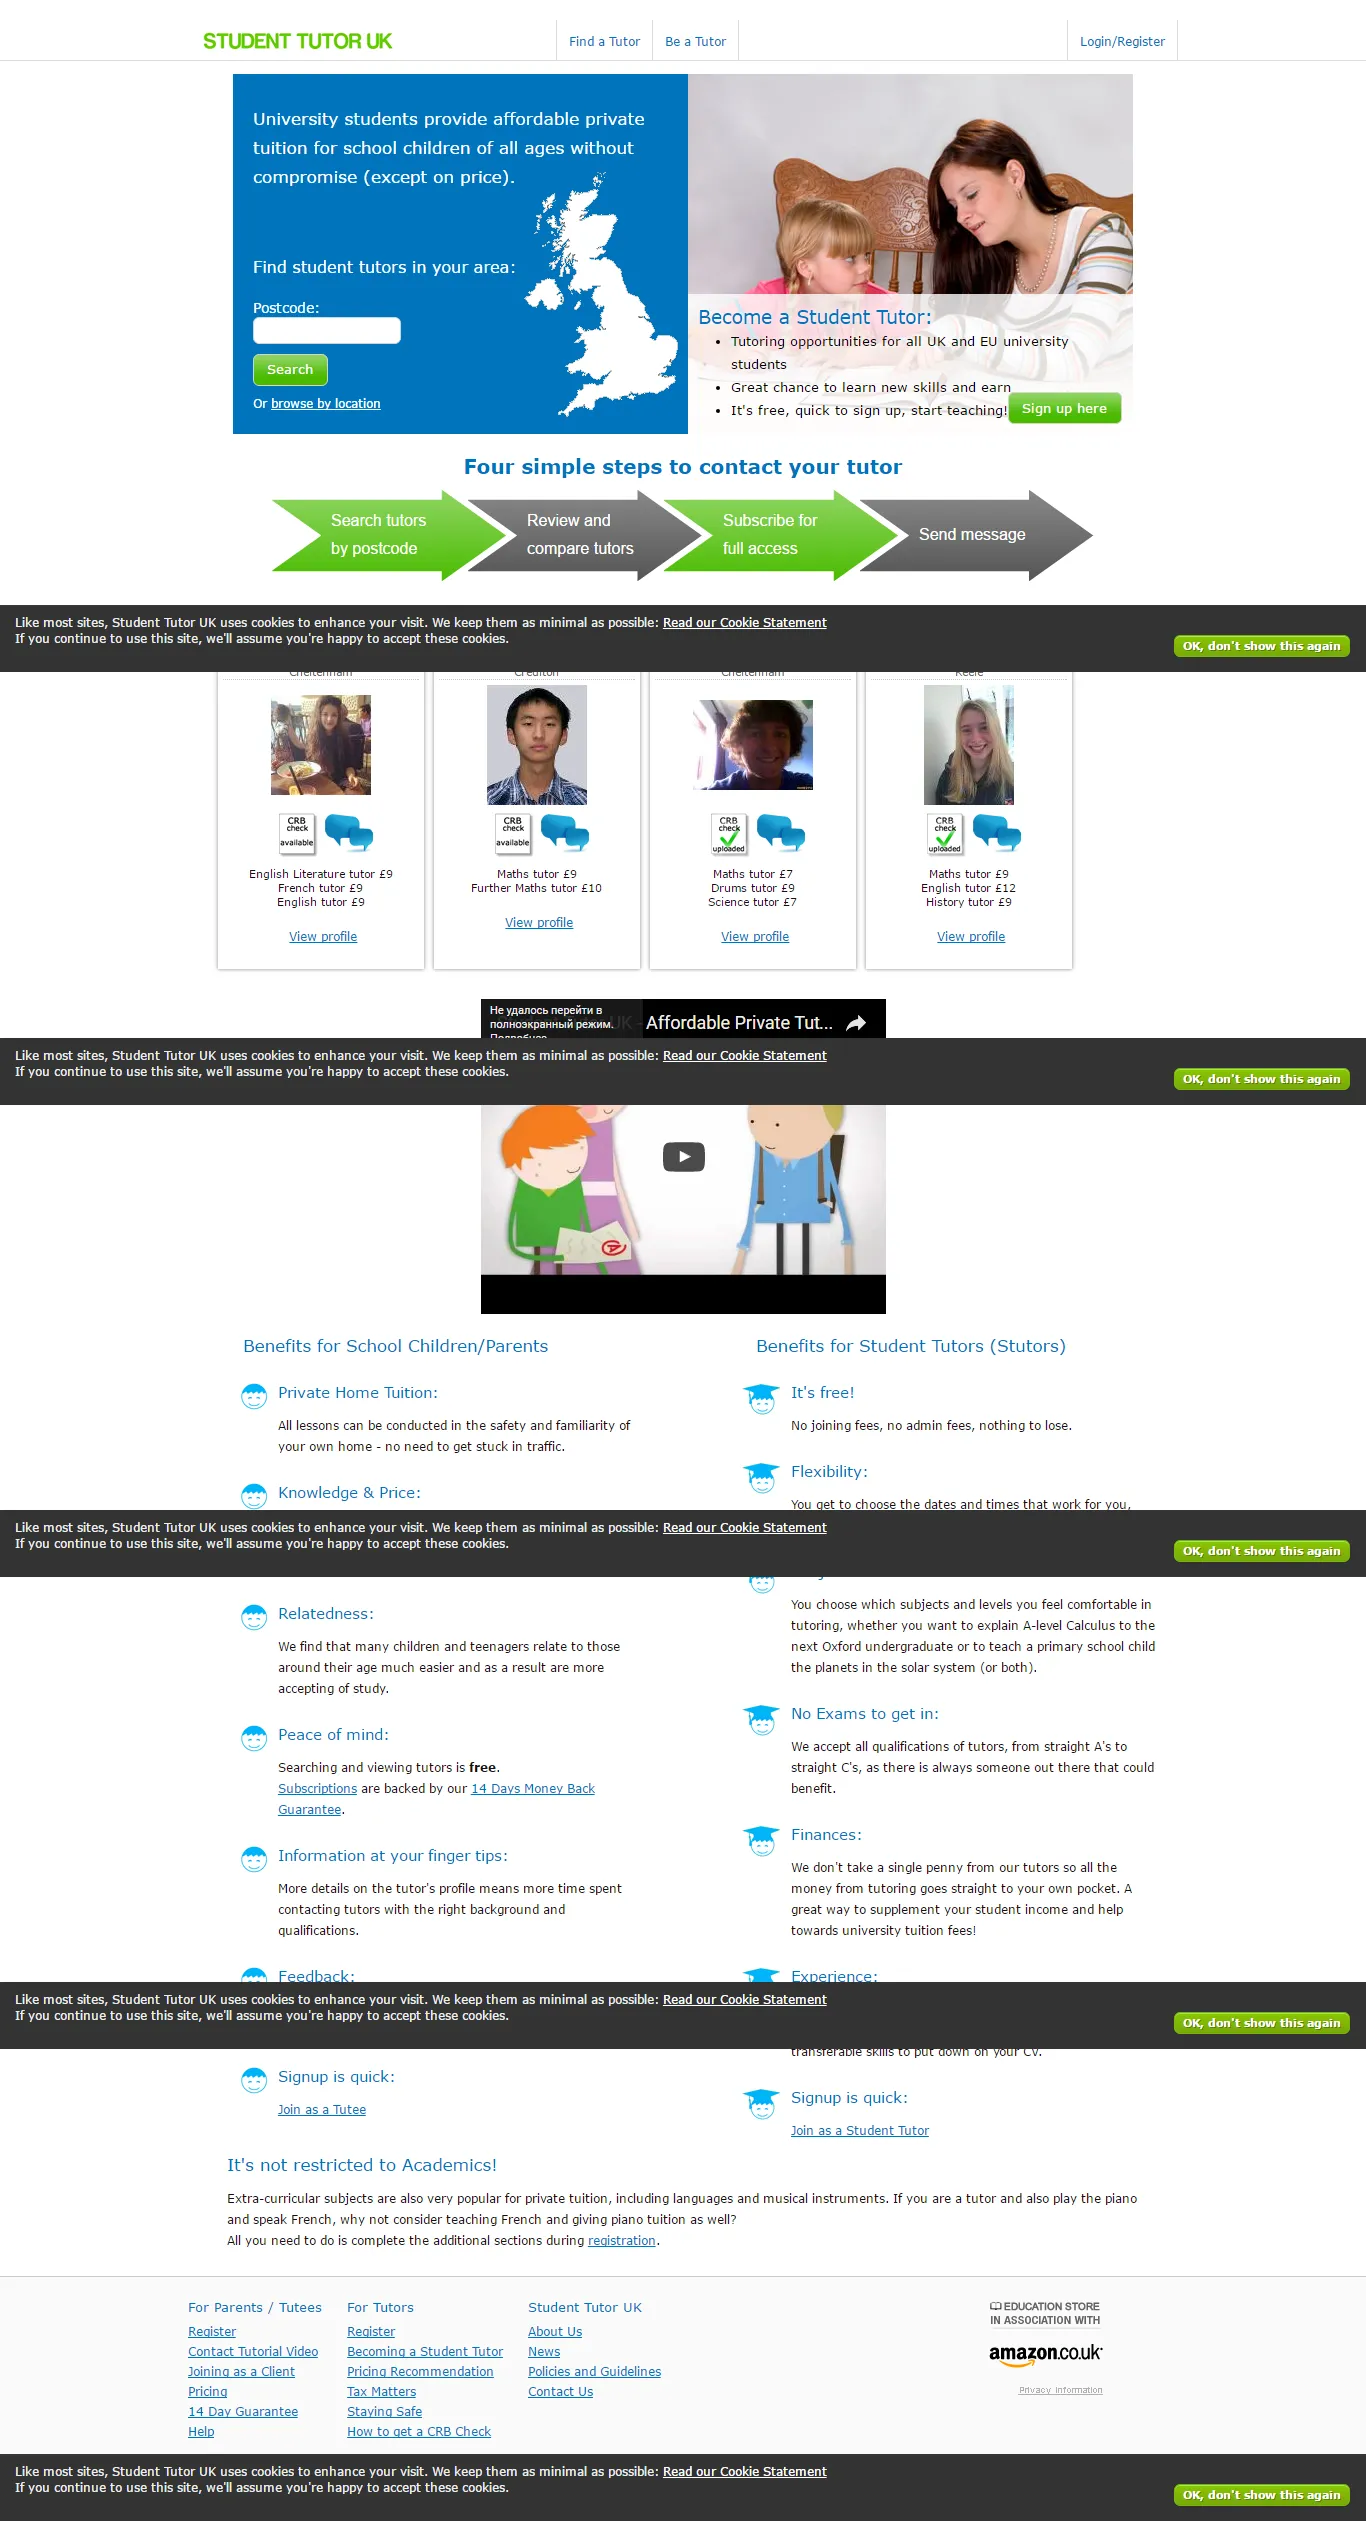 STUDENT TUTOR UK
Find a Tutor
Be a Tutor
Login/Register
University students provide affordable private
tuition for school children of all ages without
compromise (except on price).
Find student tutors in your area:
Postcode:
Search
Or browse by location
Become a Student Tutor:
• Tutoring opportunities for all UK and EU university
students
• Great chance to learn new skills and earn
• It's free, quick to sign up, start teaching!
Sign up here
Four simple steps to contact your tutor
Search tutors
by postcode
Review and
compare tutors
Subscribe for
full access
Send message
Like most sites, Student Tutor UK uses cookies to enhance your visit. We keep them as minimal as possible: Read our Cookie Statement
If you continue to use this site, we'll assume you're happy to accept these cookies.
OK, don't show this again
Cheltenham
Crediton
Cheltenham
Keele
CRB
check
available
CRB
check
available
CRB
check
uploaded
CRB
check
uploaded
English Literature tutor £9
French tutor £9
English tutor £9
View profile
Maths tutor £9
Further Maths tutor £10
View profile
Maths tutor £7
Drums tutor £9
Science tutor £7
View profile
Maths tutor £9
English tutor £12
History tutor £9
View profile
Не удалось перейти в
полноэкранный режим.
Подробнее
UK - Affordable Private Tut...
Like most sites, Student Tutor UK uses cookies to enhance your visit. We keep them as minimal as possible: Read our Cookie Statement
If you continue to use this site, we'll assume you're happy to accept these cookies.
OK, don't show this again
Benefits for School Children/Parents
Private Home Tuition:
All lessons can be conducted in the safety and familiarity of
your own home - no need to get stuck in traffic.
Knowledge & Price:
Benefits for Student Tutors (Stutors)
It's free!
No joining fees, no admin fees, nothing to lose.
Flexibility:
You get to choose the dates and times that work for you,
Like most sites, Student Tutor UK uses cookies to enhance your visit. We keep them as minimal as possible: Read our Cookie Statement
If you continue to use this site, we'll assume you're happy to accept these cookies.
OK, don't show this again
Relatedness:
We find that many children and teenagers relate to those
around their age much easier and as a result are more
accepting of study.
Peace of mind:
Searching and viewing tutors is free.
Subscriptions are backed by our 14 Days Money Back
Guarantee.
Information at your finger tips:
More details on the tutor's profile means more time spent
contacting tutors with the right background and
qualifications.
Feedback:
You choose which subjects and levels you feel comfortable in
tutoring, whether you want to explain A-level Calculus to the
next Oxford undergraduate or to teach a primary school child
the planets in the solar system (or both).
No Exams to get in:
We accept all qualifications of tutors, from straight A's to
straight C's, as there is always someone out there that could
benefit.
Finances:
We don't take a single penny from our tutors so all the
money from tutoring goes straight to your own pocket. A
great way to supplement your student income and help
towards university tuition fees!
Experience:
Like most sites, Student Tutor UK uses cookies to enhance your visit. We keep them as minimal as possible: Read our Cookie Statement
If you continue to use this site, we'll assume you're happy to accept these cookies.
OK, don't show this again
Signup is quick:
Join as a Tutee
transferable skills to put down on your CV.
Signup is quick:
Join as a Student Tutor
It's not restricted to Academics!
Extra-curricular subjects are also very popular for private tuition, including languages and musical instruments. If you are a tutor and also play the piano
and speak French, why not consider teaching French and giving piano tuition as well?
All you need to do is complete the additional sections during registration.
For Parents / Tutees
Register
Contact Tutorial Video
Joining as a Client
Pricing
14 Day Guarantee
Help
For Tutors
Register
Becoming a Student Tutor
Pricing Recommendation
Tax Matters
Staying Safe
How to get a CRB Check
Student Tutor UK
About Us
News
Policies and Guidelines
Contact Us
EDUCATION STORE
IN ASSOCIATION WITH
amazon.co.uk
Privacy Information
Like most sites, Student Tutor UK uses cookies to enhance your visit. We keep them as minimal as possible: Read our Cookie Statement
If you continue to use this site, we'll assume you're happy to accept these cookies.
OK, don't show this again